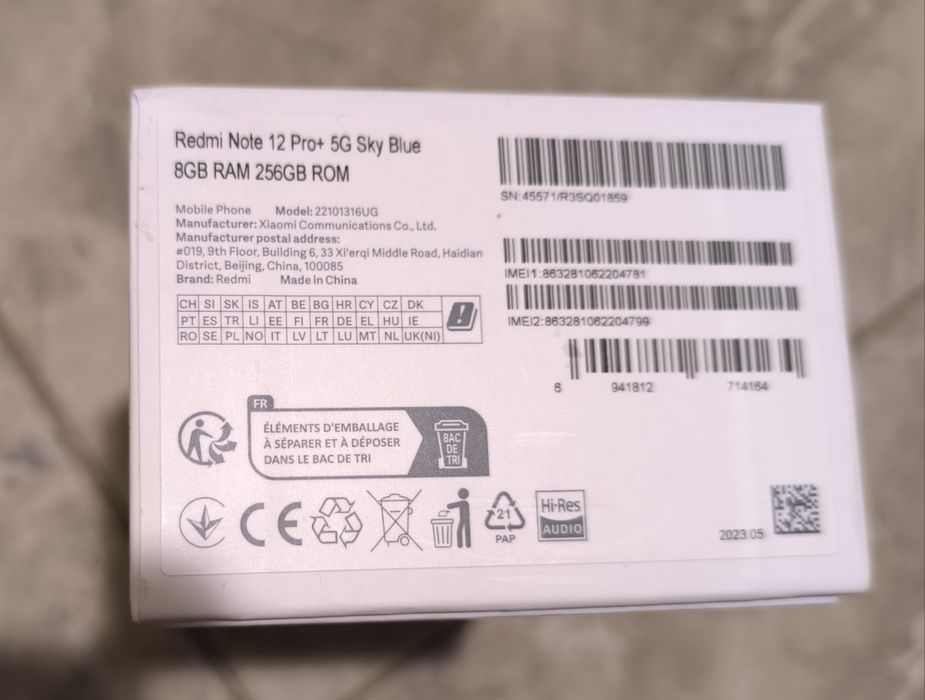 Redmi Note 12 Pro+ 5G Sky Blue
8GB RAM 256GB ROM
Mobile Phone Model: 22101316UG
Manufacturer: Xiaomi Communications Co., Ltd.
Manufacturer postal address:
#019, 9th Floor, Building 6, 33 Xi'erqi Middle Road, Haidian
District, Beijing, China, 100085
Brand: Redmi Made in China
CH SI SK IS AT BE BG HR CY CZ DK
PT ES TR LI EE FI FR DE EL HU IE
RO SE PL NO IT LV LT LU MT NL UK(NI)
SN:45571/R3SQ01859
IMEI1:863281062204781
IMEI2:863281062204799
6 941812 714164
FR
ÉLÉMENTS D'EMBALLAGE
À SÉPARER ET À DÉPOSER
DANS LE BAC DE TRI
BAC
DE
TRI
CE
21
PAP
Hi-Res
AUDIO
2023.05